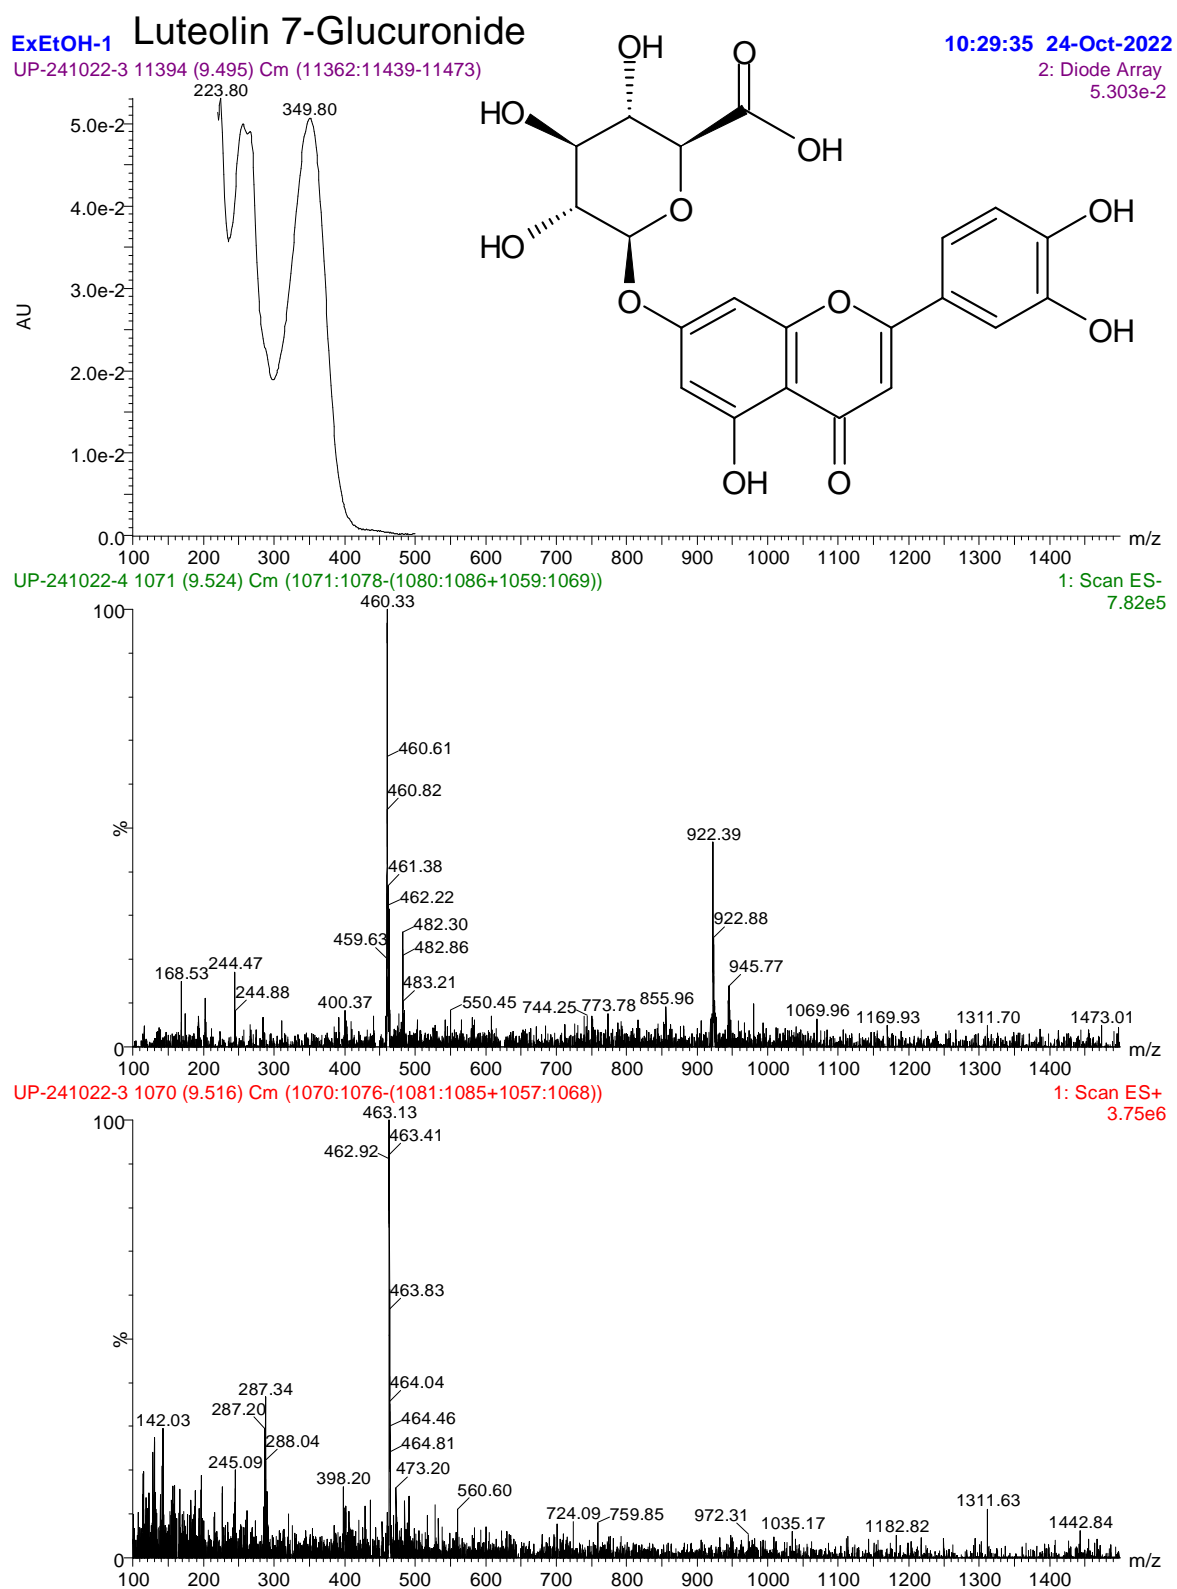 Luteolin 7-Glucuronide
ExEtOH-1
10:29:35 24-Oct-2022
UP-241022-3 11394 (9.495) Cm (11362:11439-11473)
2: Diode Array
5.303e-2
223.80
349.80
5.0e-2
4.0e-2
3.0e-2
2.0e-2
1.0e-2
0.0
AU
OH
O
HO
OH
O
HO
O
OH
O
OH
OH
O
100 200 300 400 500 600 700 800 900 1000 1100 1200 1300 1400
m/z
UP-241022-4 1071 (9.524) Cm (1071:1078-(1080:1086+1059:1069))
1: Scan ES-
7.82e5
100
%
0
460.33
460.61
460.82
461.38
462.22
459.63
482.30
482.86
483.21
168.53
244.47
244.88
400.37
550.45
744.25
773.78
855.96
922.39
922.88
945.77
1069.96
1169.93
1311.70
1473.01
100 200 300 400 500 600 700 800 900 1000 1100 1200 1300 1400
m/z
UP-241022-3 1070 (9.516) Cm (1070:1076-(1081:1085+1057:1068))
1: Scan ES+
3.75e6
100
%
0
463.13
463.41
462.92
463.83
464.04
464.46
464.81
473.20
142.03
287.34
287.20
288.04
245.09
398.20
560.60
724.09
759.85
972.31
1035.17
1182.82
1311.63
1442.84
100 200 300 400 500 600 700 800 900 1000 1100 1200 1300 1400
m/z